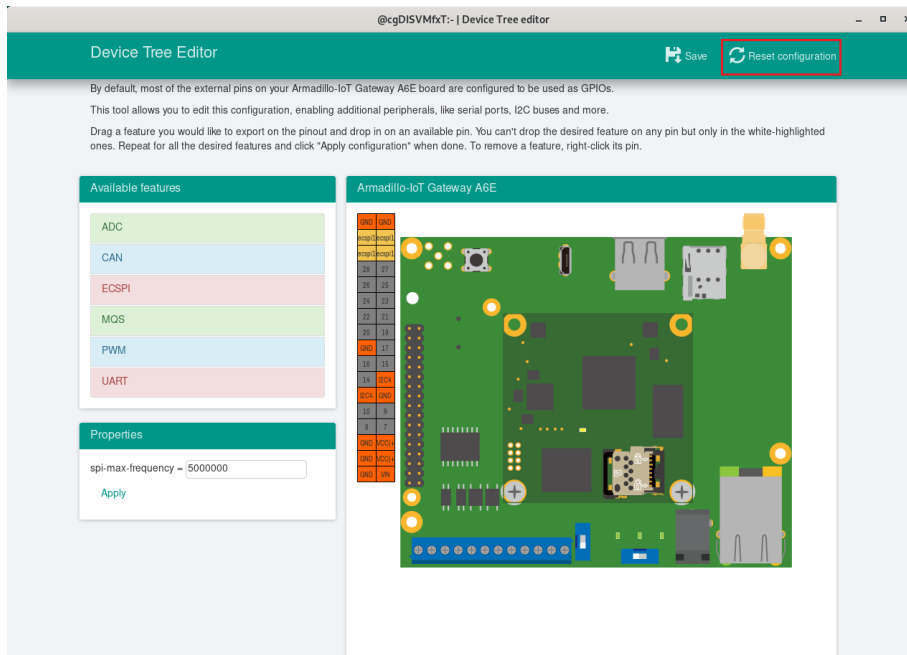 @cgDISVMfxT:- | Device Tree editor
Device Tree Editor
Save
Reset configuration
By default, most of the external pins on your Armadillo-IoT Gateway A6E board are configured to be used as GPIOs.
This tool allows you to edit this configuration, enabling additional peripherals, like serial ports, I2C buses and more.
Drag a feature you would like to export on the pinout and drop in on an available pin. You can't drop the desired feature on any pin but only in the white-highlighted
ones. Repeat for all the desired features and click "Apply configuration" when done. To remove a feature, right-click its pin.
Available features
ADC
CAN
ECSPI
MQS
PWM
UART
Properties
spi-max-frequency = 5000000
Apply
Armadillo-IoT Gateway A6E
GND GND
ecspi1 ecspi1
ecspi1 ecspi1
28 27
26 25
24 23
22 21
20 19
GND 17
16 15
14 I2C4
I2C4 GND
10 9
8 7
GND VCC(+
GND VCC(+
GND VIN